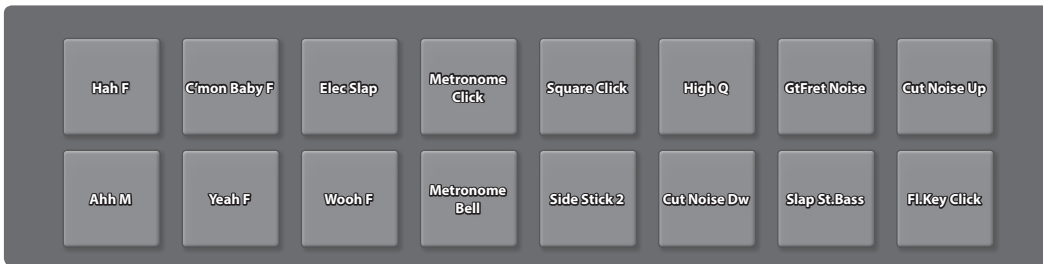 Hah F
C'mon Baby F
Elec Slap
Metronome
Click
Square Click
High Q
GtFret Noise
Cut Noise Up
Ahh M
Yeah F
Wooh F
Metronome
Bell
Side Stick 2
Cut Noise Dw
Slap St.Bass
Fl.Key Click